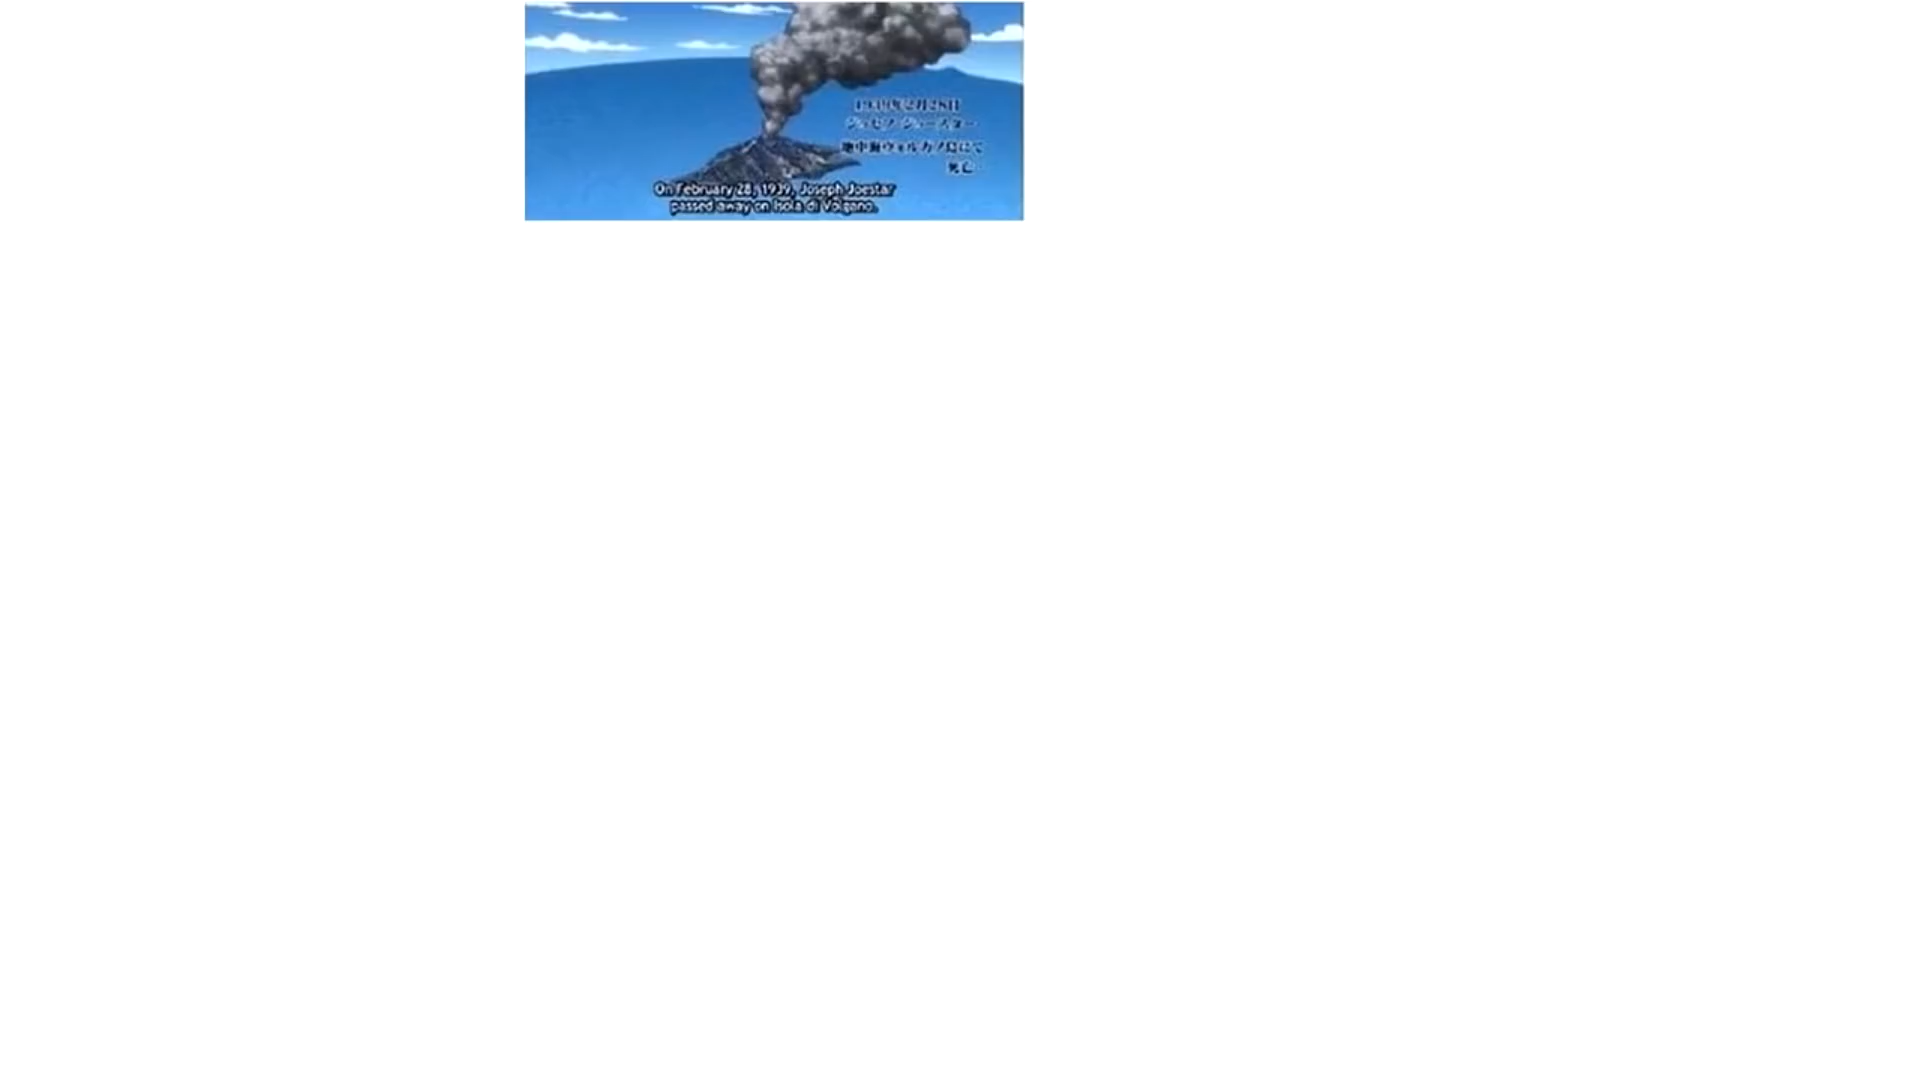 1939年2月28日
ジョセフ・ジョースター
地中海ヴォルガノ島にて
死亡
On February 28, 1939, Joseph Joestar
passed away on Isola di Volgano.